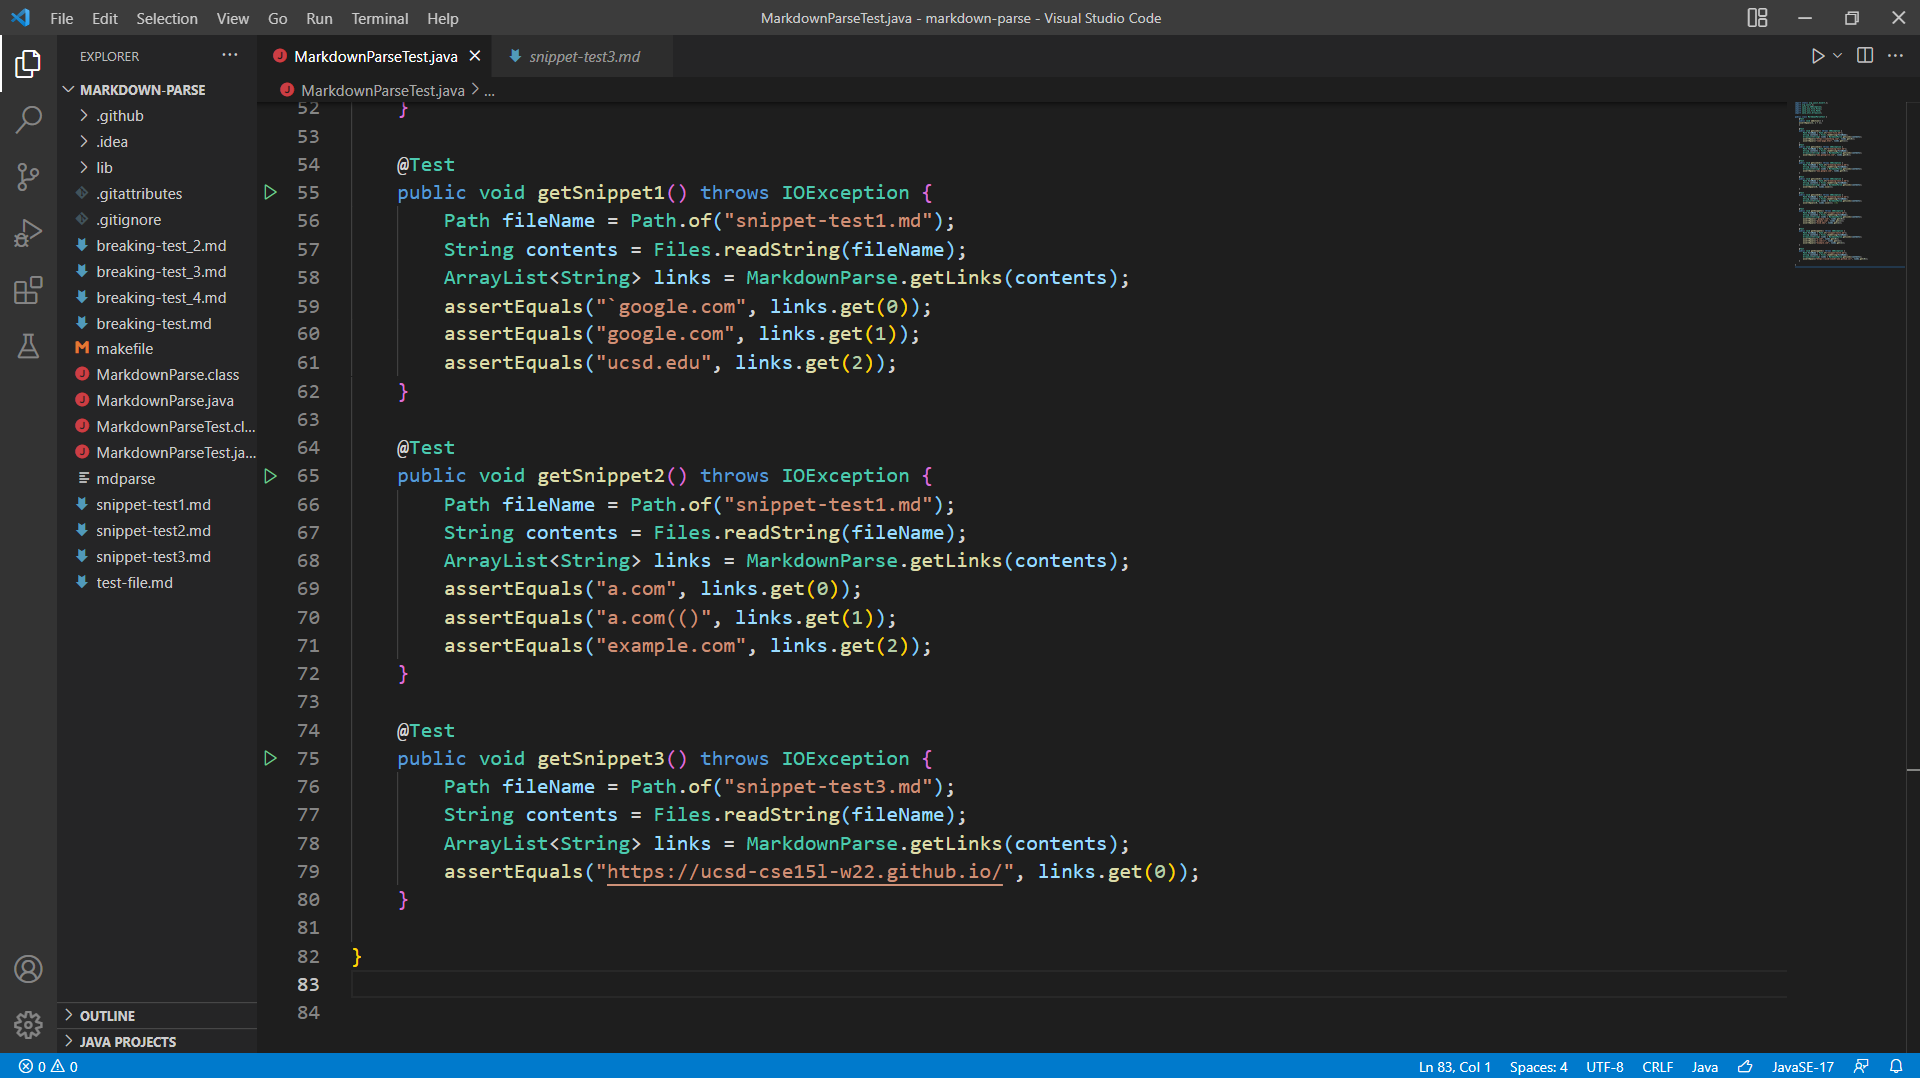 File Edit Selection View Go Run Terminal Help
MarkdownParseTest.java - markdown-parse - Visual Studio Code
EXPLORER ...
MARKDOWN-PARSE
.github
.idea
lib
.gitattributes
.gitignore
breaking-test_2.md
breaking-test_3.md
breaking-test_4.md
breaking-test.md
M makefile
J MarkdownParse.class
J MarkdownParse.java
J MarkdownParseTest.cl...
J MarkdownParseTest.ja...
mdparse
snippet-test1.md
snippet-test2.md
snippet-test3.md
test-file.md
OUTLINE
JAVA PROJECTS
J MarkdownParseTest.java
snippet-test3.md
J MarkdownParseTest.java > ...
52     }
53
54     @Test
55     public void getSnippet1() throws IOException {
56         Path fileName = Path.of("snippet-test1.md");
57         String contents = Files.readString(fileName);
58         ArrayList<String> links = MarkdownParse.getLinks(contents);
59         assertEquals("`google.com", links.get(0));
60         assertEquals("google.com", links.get(1));
61         assertEquals("ucsd.edu", links.get(2));
62     }
63
64     @Test
65     public void getSnippet2() throws IOException {
66         Path fileName = Path.of("snippet-test1.md");
67         String contents = Files.readString(fileName);
68         ArrayList<String> links = MarkdownParse.getLinks(contents);
69         assertEquals("a.com", links.get(0));
70         assertEquals("a.com(()", links.get(1));
71         assertEquals("example.com", links.get(2));
72     }
73
74     @Test
75     public void getSnippet3() throws IOException {
76         Path fileName = Path.of("snippet-test3.md");
77         String contents = Files.readString(fileName);
78         ArrayList<String> links = MarkdownParse.getLinks(contents);
79         assertEquals("https://ucsd-cse15l-w22.github.io/", links.get(0));
80     }
81
82 }
83
84
0 0
Ln 83, Col 1 Spaces: 4 UTF-8 CRLF Java JavaSE-17